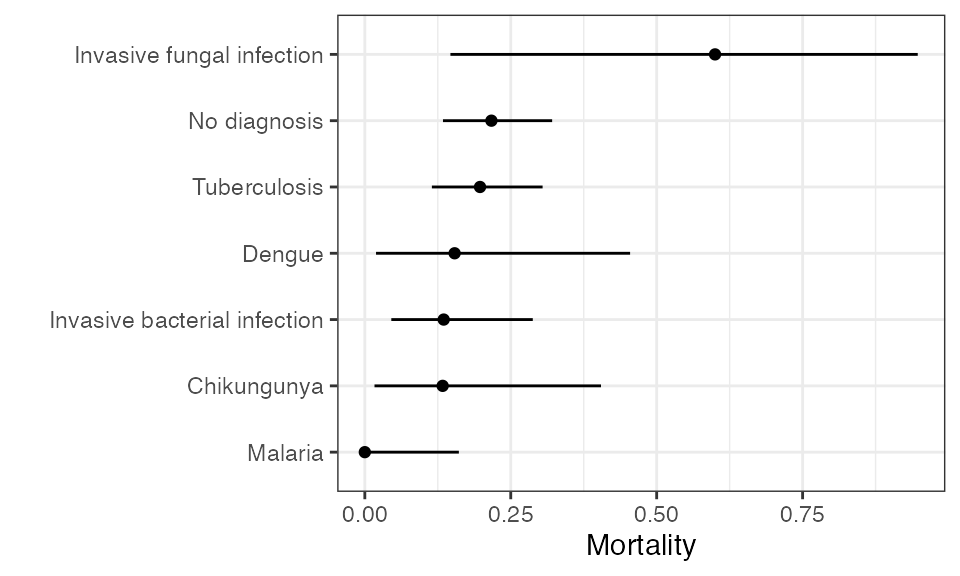 Invasive fungal infection
No diagnosis
Tuberculosis
Dengue
Invasive bacterial infection
Chikungunya
Malaria
0.00 0.25 0.50 0.75
Mortality